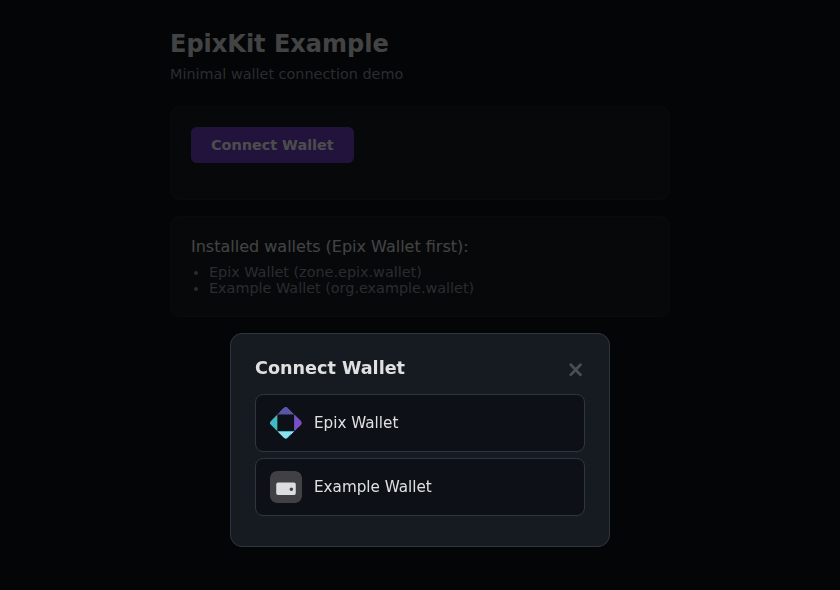 EpixKit Example
Minimal wallet connection demo
Connect Wallet
Installed wallets (Epix Wallet first):
• Epix Wallet (zone.epix.wallet)
• Example Wallet (org.example.wallet)
Connect Wallet ×
Epix Wallet
Example Wallet